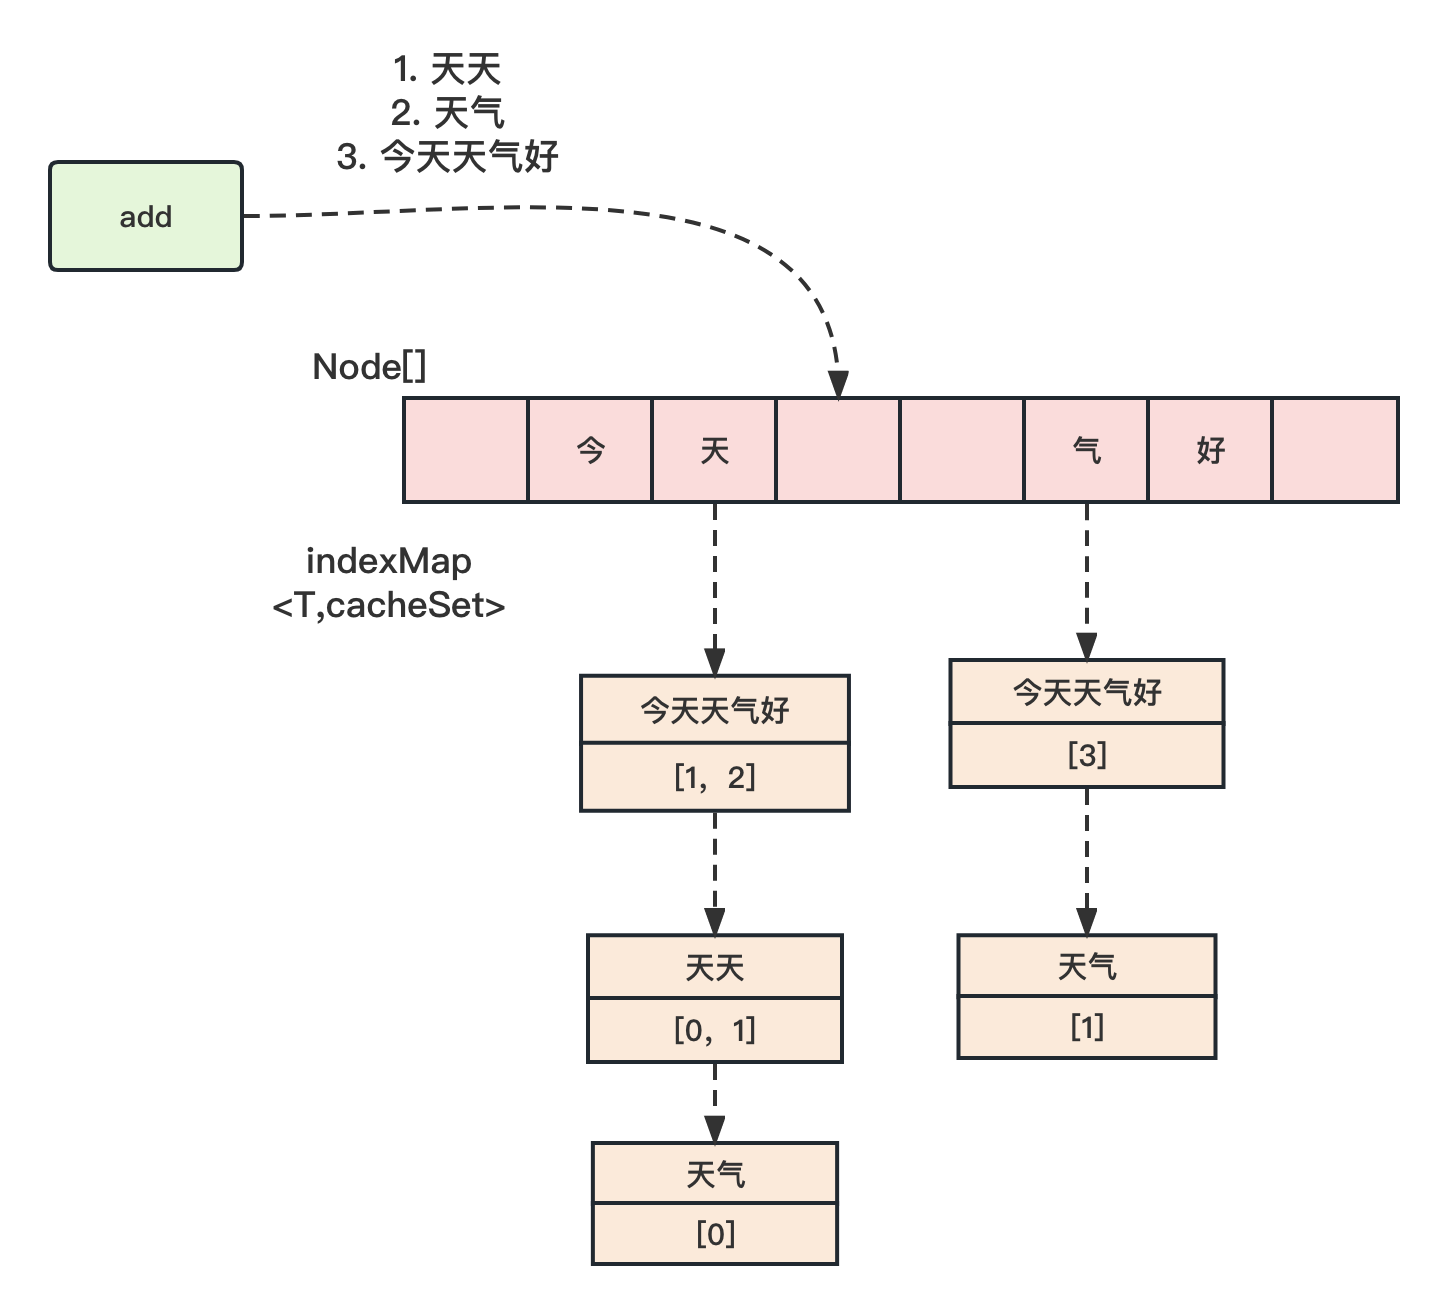 1. 天天
2. 天气
3. 今天天气好
add
Node[]
今
天
气
好
indexMap
<T,cacheSet>
今天天气好
[1，2]
今天天气好
[3]
天天
[0，1]
天气
[1]
天气
[0]